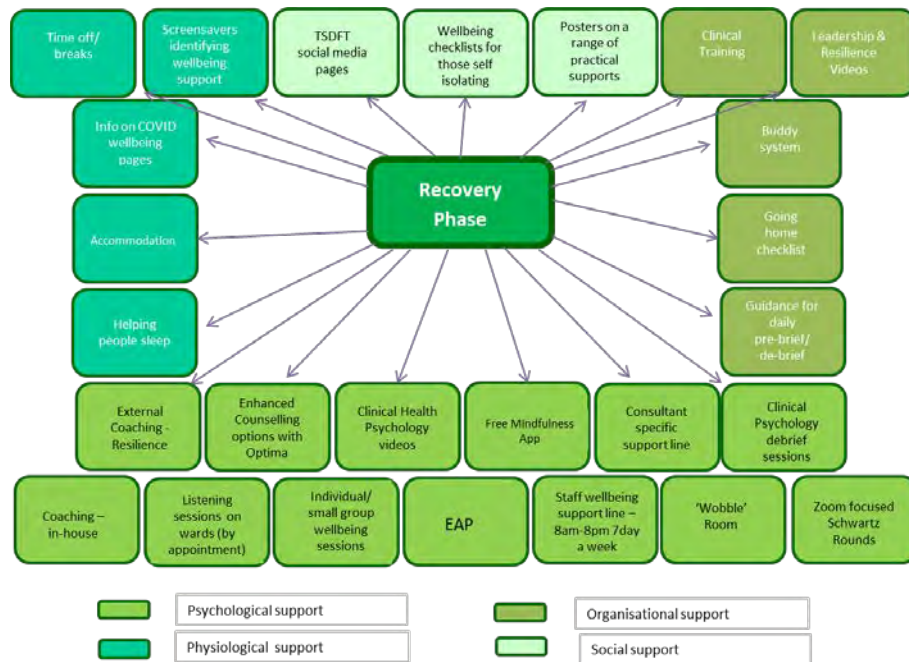 Time off/
breaks
Screensavers
identifying
wellbeing
support
TSDFT
social media
pages
Wellbeing
checklists for
those self
isolating
Posters on a
range of
practical
supports
Clinical
Training
Leadership &
Resilience
Videos
Info on COVID
wellbeing
pages
Recovery
Phase
Buddy
system
Accommodation
Going
home
checklist
Helping
people sleep
Guidance for
daily
pre-brief/
de-brief
External
Coaching -
Resilience
Enhanced
Counselling
options with
Optima
Clinical Health
Psychology
videos
Free Mindfulness
App
Consultant
specific
support line
Clinical
Psychology
debrief
sessions
Coaching –
in-house
Listening
sessions on
wards (by
appointment)
Individual/
small group
wellbeing
sessions
EAP
Staff wellbeing
support line –
8am-8pm 7day
a week
‘Wobble’
Room
Zoom focused
Schwartz
Rounds
Psychological support
Organisational support
Physiological support
Social support